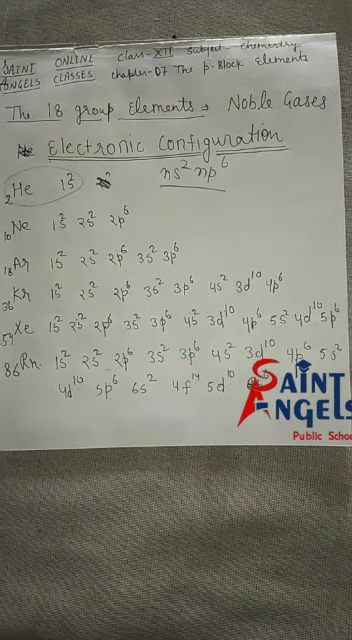 SAINT ONLINE Class-XII Subject- Chemistry
ANGELS CLASSES chapter-07 The p-Block Elements
The 18 group Elements → Noble Gases
Electronic Configuration
ns² np⁶
₂He 1s²
₁₀Ne 1s² 2s² 2p⁶
₁₈Ar 1s² 2s² 2p⁶ 3s² 3p⁶
₃₆Kr 1s² 2s² 2p⁶ 3s² 3p⁶ 4s² 3d¹⁰ 4p⁶
₅₄Xe 1s² 2s² 2p⁶ 3s² 3p⁶ 4s² 3d¹⁰ 4p⁶ 5s² 4d¹⁰ 5p⁶
₈₆Rn. 1s² 2s² 2p⁶ 3s² 3p⁶ 4s² 3d¹⁰ 4p⁶ 5s²
4d¹⁰ 5p⁶ 6s² 4f¹⁴ 5d¹⁰
SAINT
ANGELS
Public School